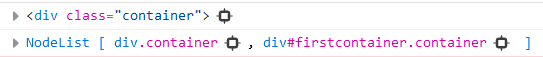 <div class="container">
NodeList [ div.container , div#firstcontainer.container ]